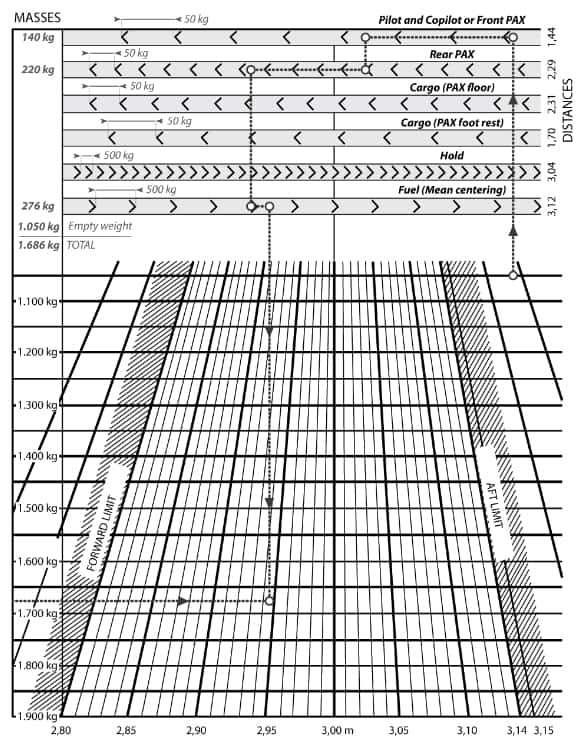 MASSES
50 kg
Pilot and Copilot or Front PAX
140 kg
1,44
50 kg
Rear PAX
220 kg
2,29
50 kg
Cargo (PAX floor)
2,31
DISTANCES
50 kg
Cargo (PAX foot rest)
1,70
500 kg
Hold
3,04
500 kg
Fuel (Mean centering)
276 kg
3,12
1.050 kg Empty weight
1.686 kg TOTAL
1.100 kg
1.200 kg
1.300 kg
1.400 kg
1.500 kg
FORWARD LIMIT
AFT LIMIT
1.600 kg
1.700 kg
1.800 kg
1.900 kg
2,80 2,85 2,90 2,95 3,00 m 3,05 3,10 3,14 3,15